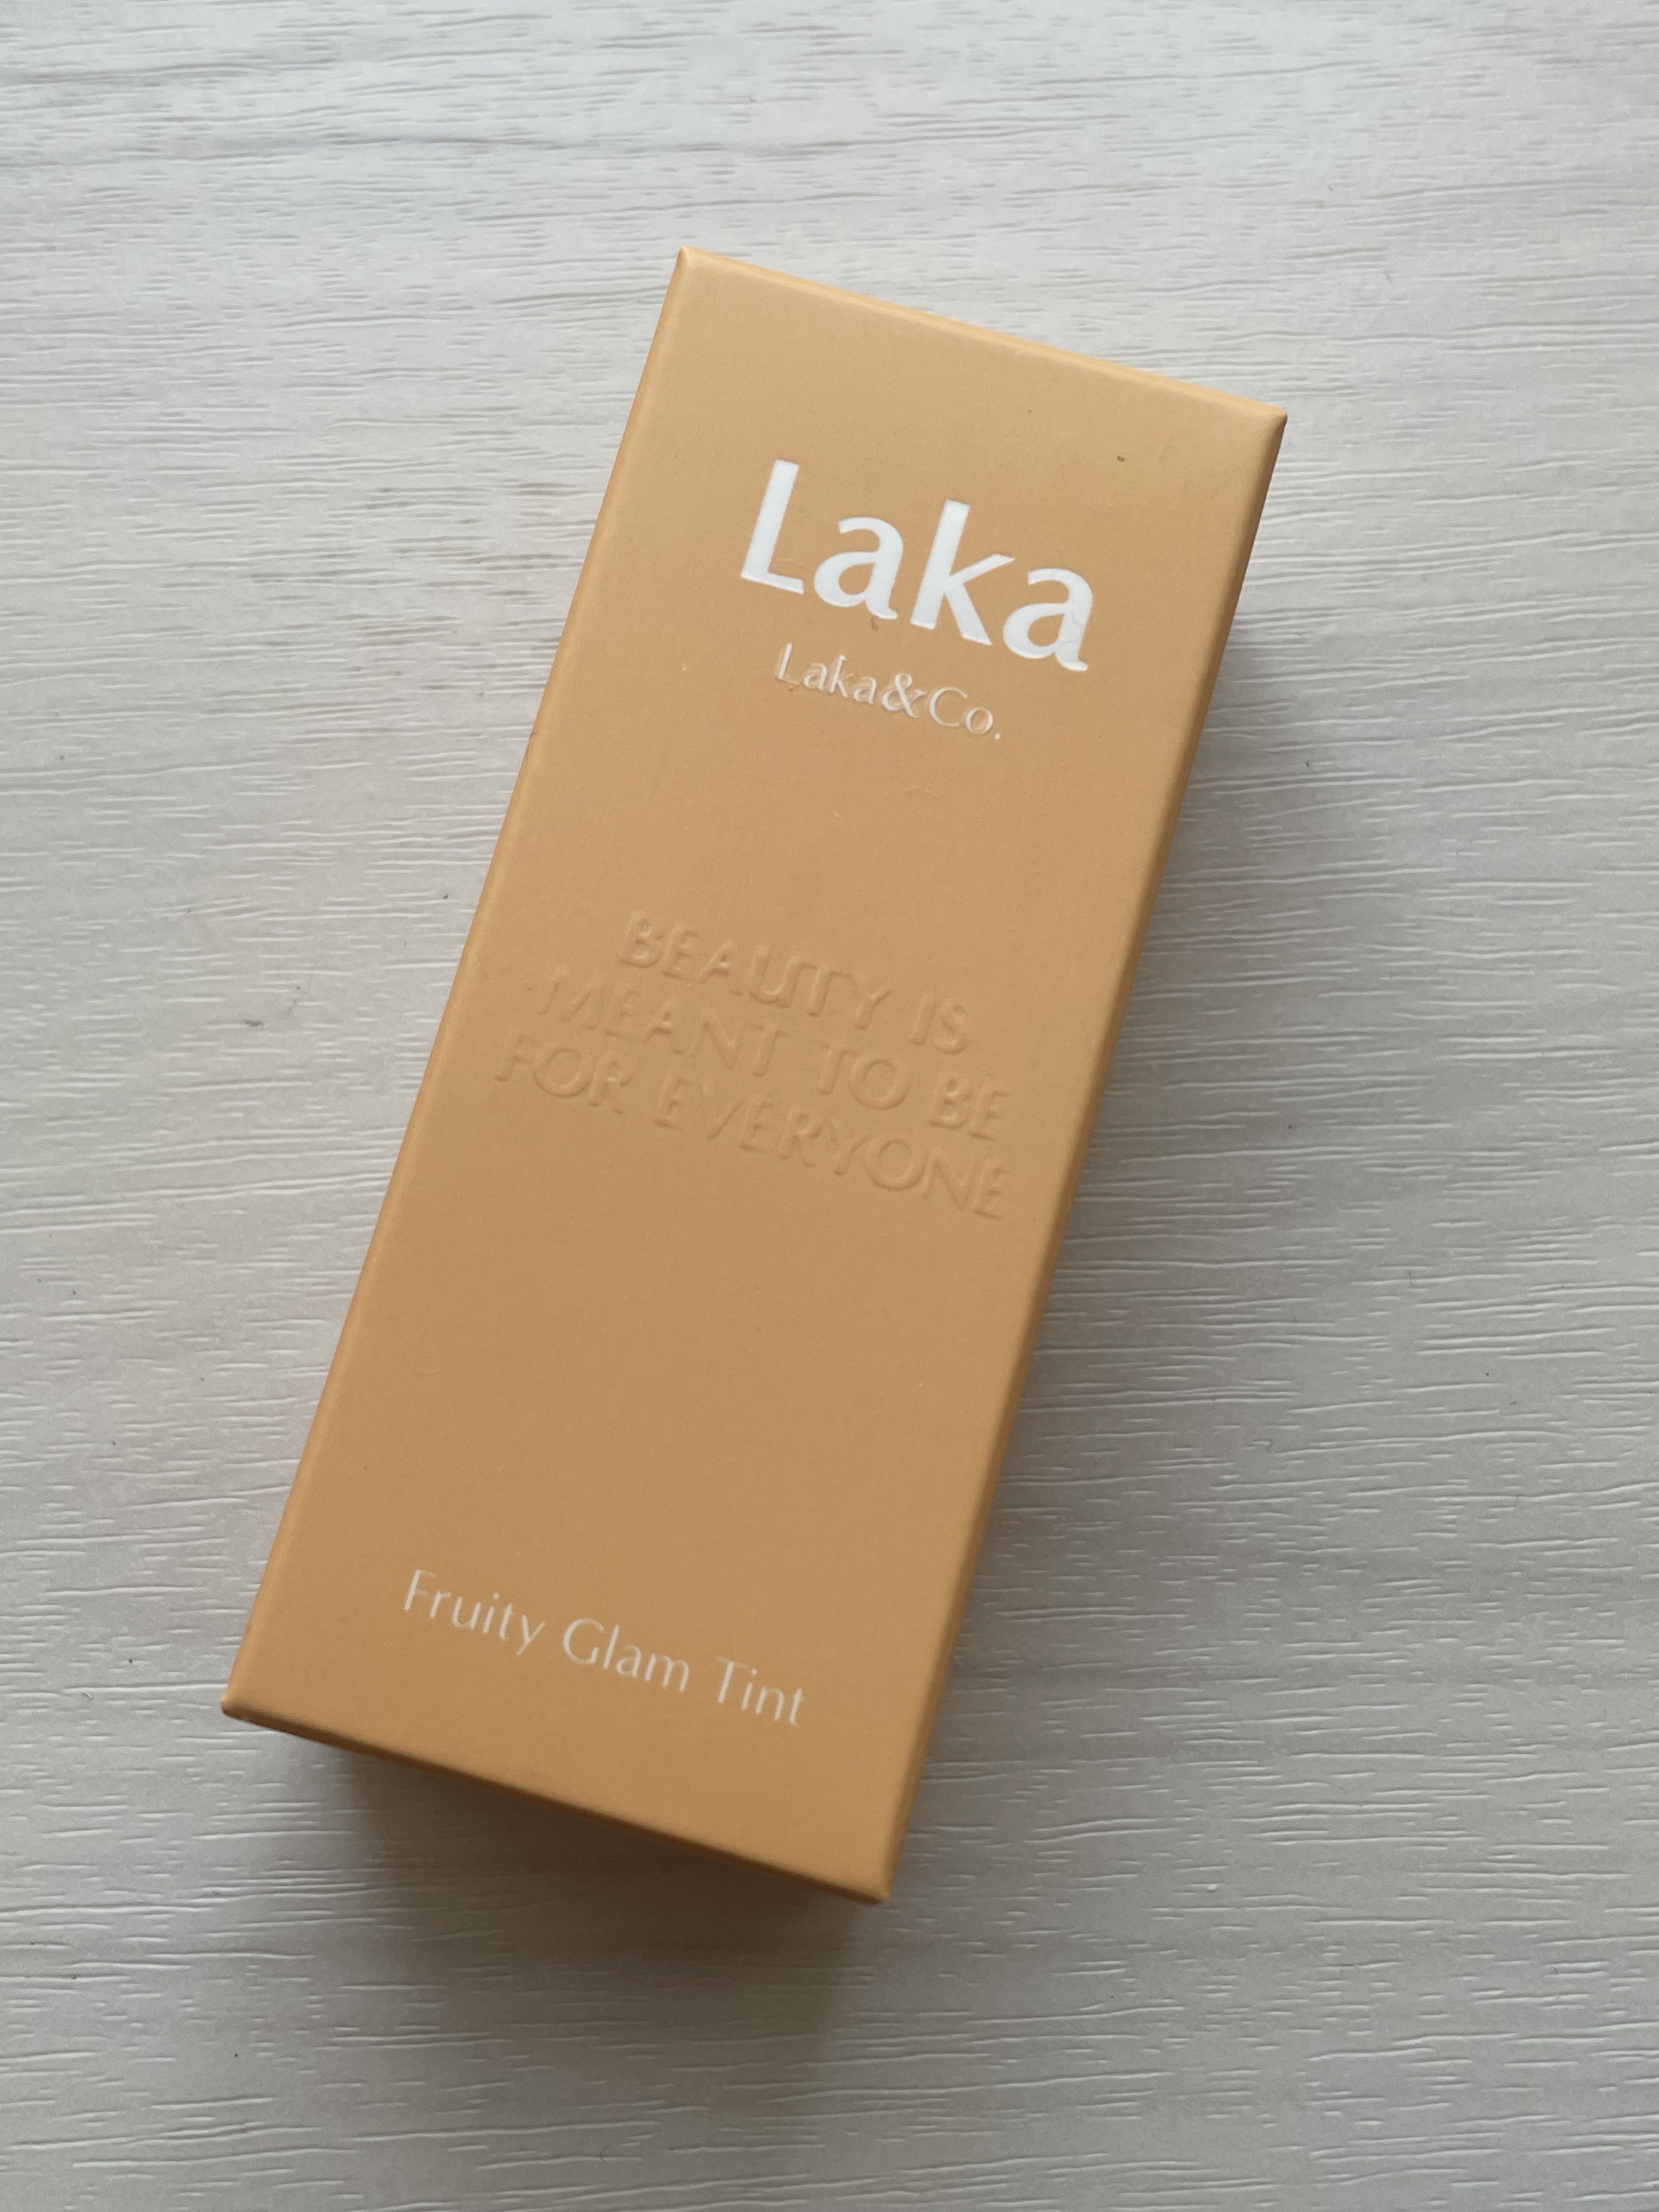 Laka
Laka&Co.
BEAUTY IS
MEANT TO BE
FOR EVERYONE
Fruity Glam Tint